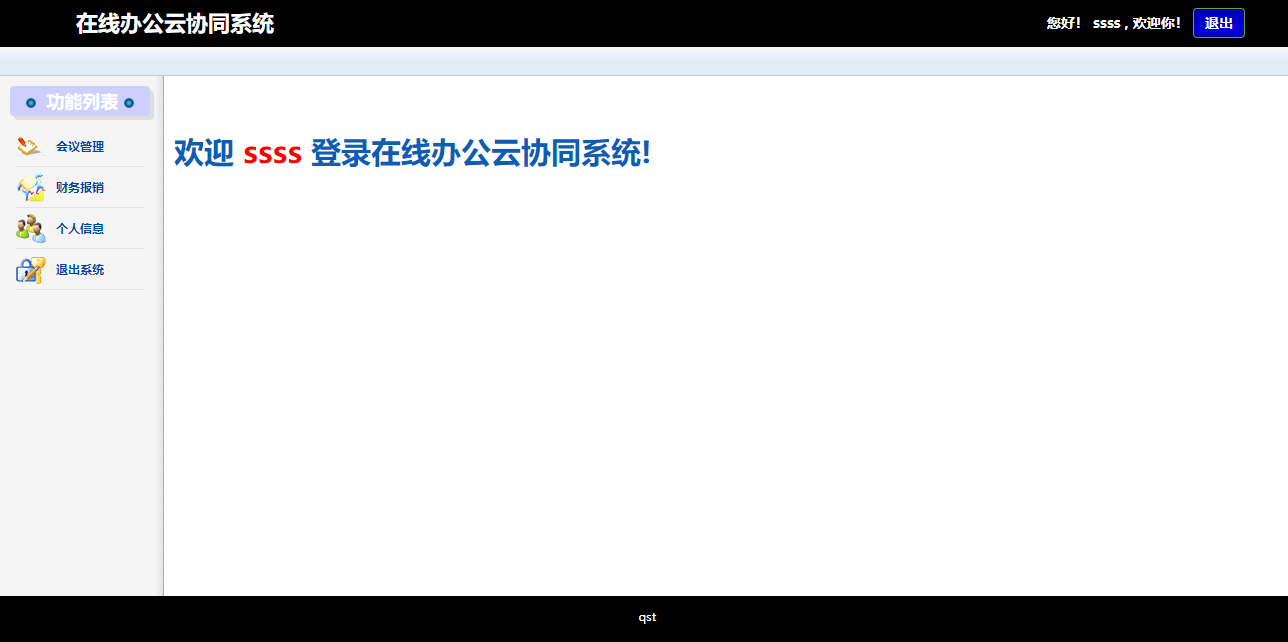 在线办公云协同系统
您好！ ssss , 欢迎你！ 退出
功能列表
会议管理
财务报销
个人信息
退出系统
欢迎 ssss 登录在线办公云协同系统!
qst